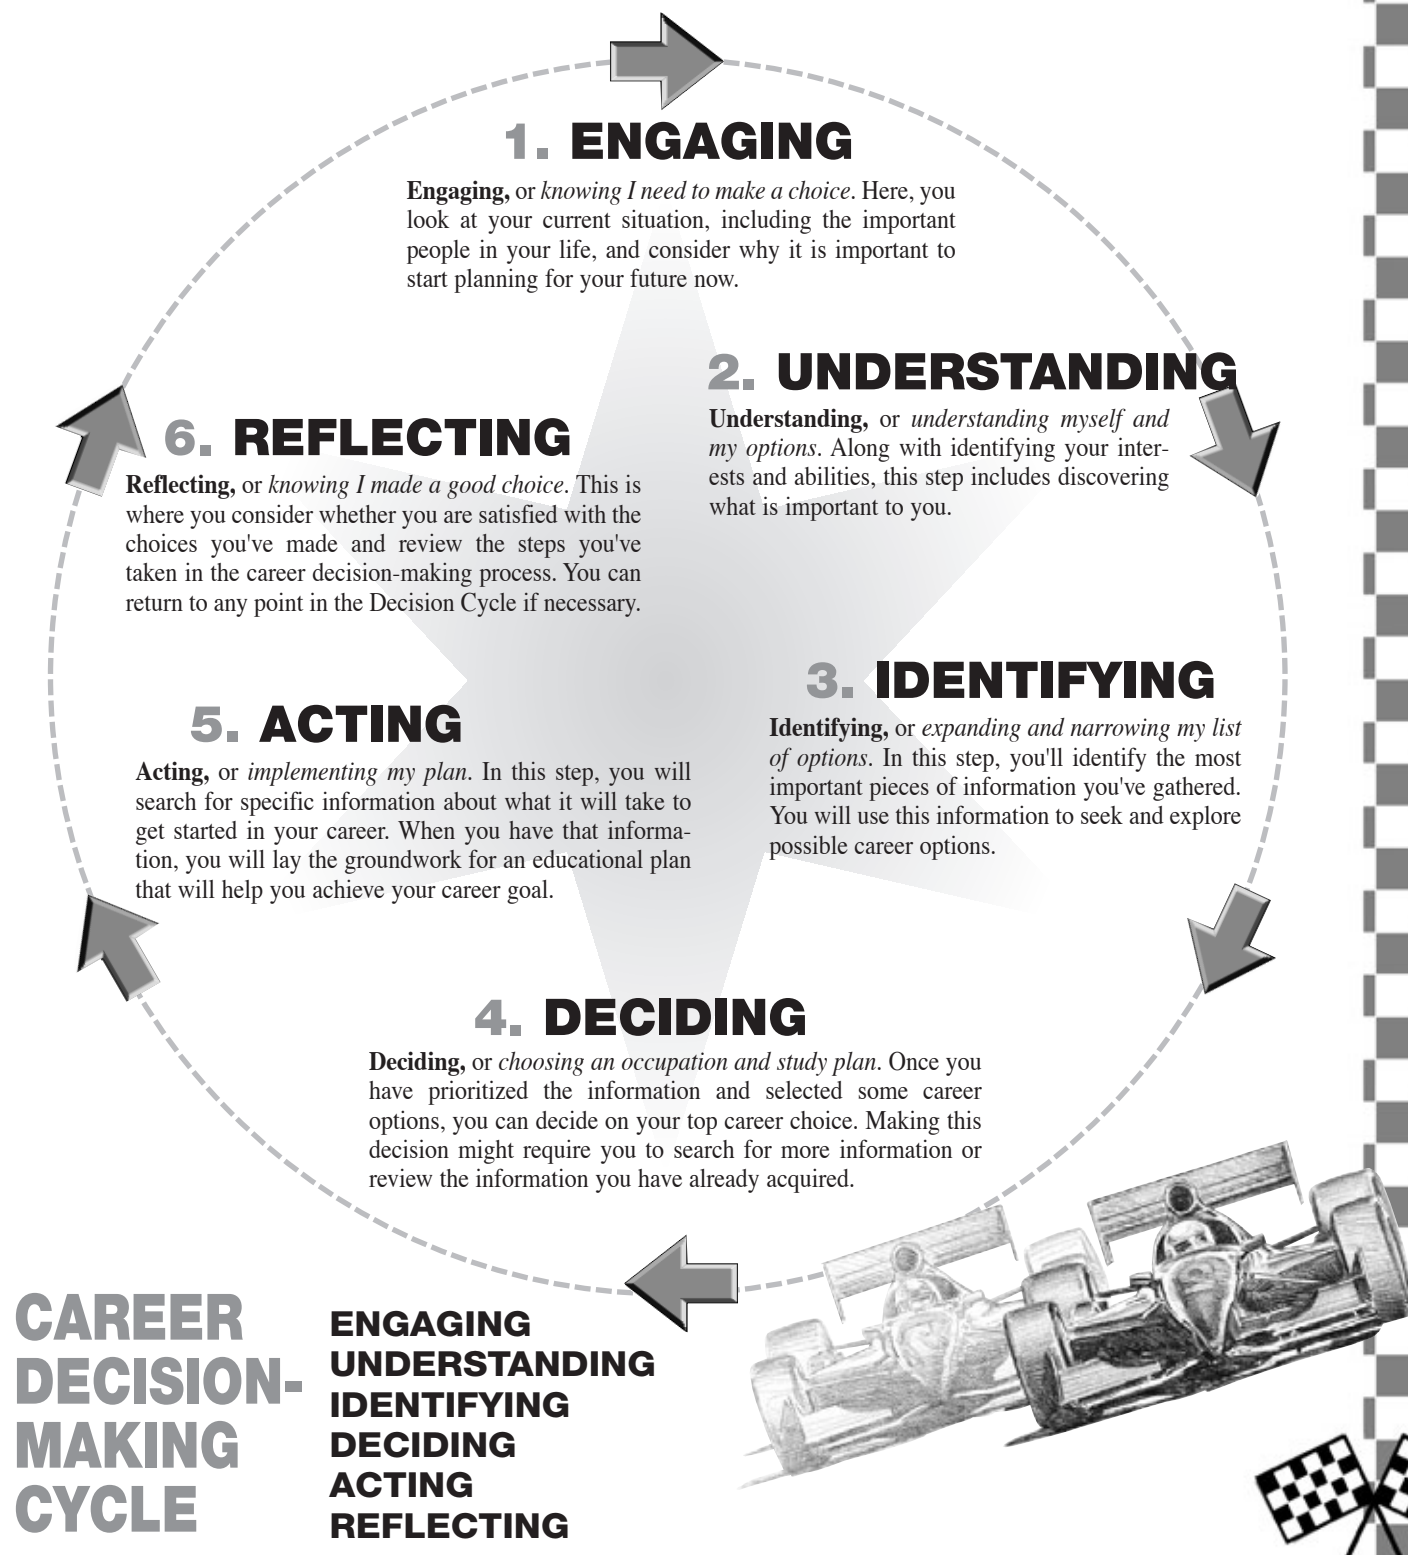 1. ENGAGING
Engaging, or knowing I need to make a choice. Here, you
look at your current situation, including the important
people in your life, and consider why it is important to
start planning for your future now.
2. UNDERSTANDING
Understanding, or understanding myself and
my options. Along with identifying your inter-
ests and abilities, this step includes discovering
what is important to you.
3. IDENTIFYING
Identifying, or expanding and narrowing my list
of options. In this step, you'll identify the most
important pieces of information you've gathered.
You will use this information to seek and explore
possible career options.
4. DECIDING
Deciding, or choosing an occupation and study plan. Once you
have prioritized the information and selected some career
options, you can decide on your top career choice. Making this
decision might require you to search for more information or
review the information you have already acquired.
5. ACTING
Acting, or implementing my plan. In this step, you will
search for specific information about what it will take to
get started in your career. When you have that informa-
tion, you will lay the groundwork for an educational plan
that will help you achieve your career goal.
6. REFLECTING
Reflecting, or knowing I made a good choice. This is
where you consider whether you are satisfied with the
choices you've made and review the steps you've
taken in the career decision-making process. You can
return to any point in the Decision Cycle if necessary.
CAREER
DECISION-
MAKING
CYCLE
ENGAGING
UNDERSTANDING
IDENTIFYING
DECIDING
ACTING
REFLECTING